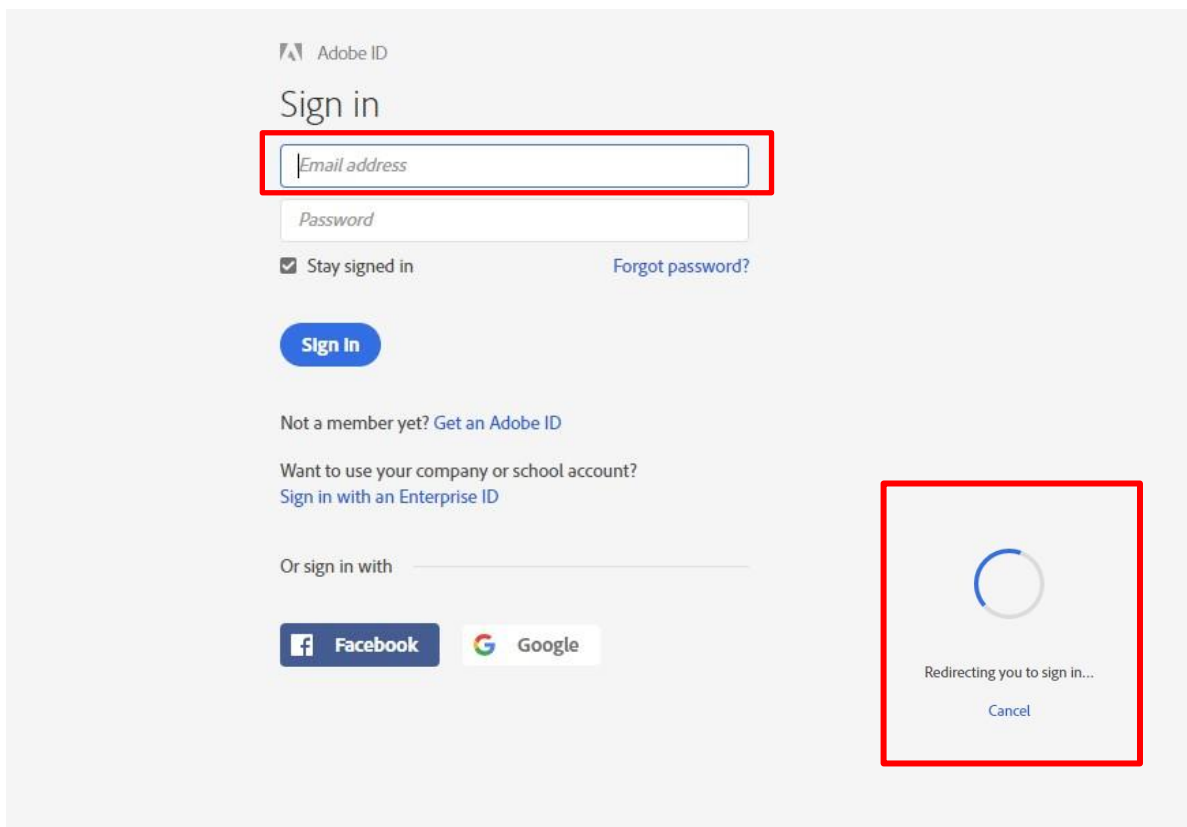 Adobe ID
Sign in
Email address
Password
Stay signed in Forgot password?
Sign In
Not a member yet? Get an Adobe ID
Want to use your company or school account?
Sign in with an Enterprise ID
Or sign in with
Facebook Google
Redirecting you to sign in...
Cancel